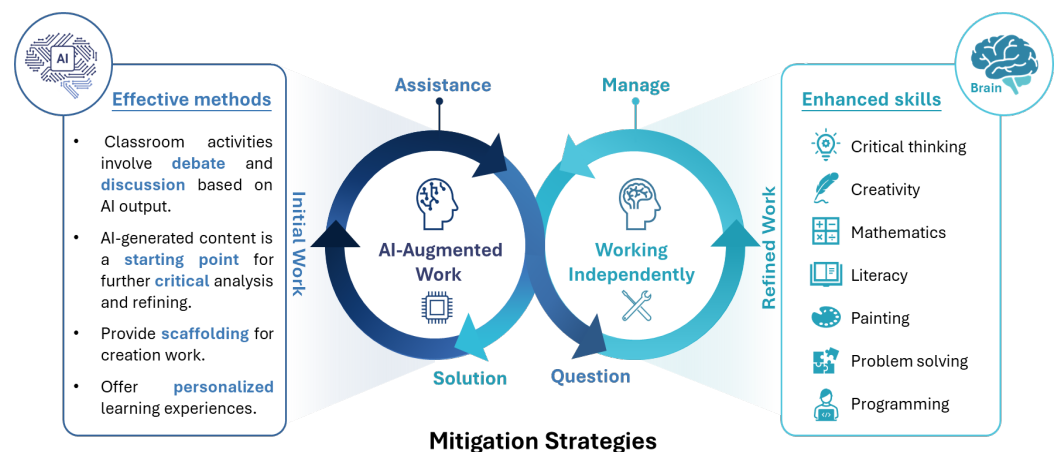 AI
Effective methods
• Classroom activities
involve debate and
discussion based on
AI output.
• AI-generated content is
a starting point for
further critical analysis
and refining.
• Provide scaffolding for
creation work.
• Offer personalized
learning experiences.
Initial Work
Assistance
AI-Augmented
Work
Solution
Manage
Working
Independently
Question
Refined Work
Brain
Enhanced skills
Critical thinking
Creativity
Mathematics
Literacy
Painting
Problem solving
Programming
Mitigation Strategies